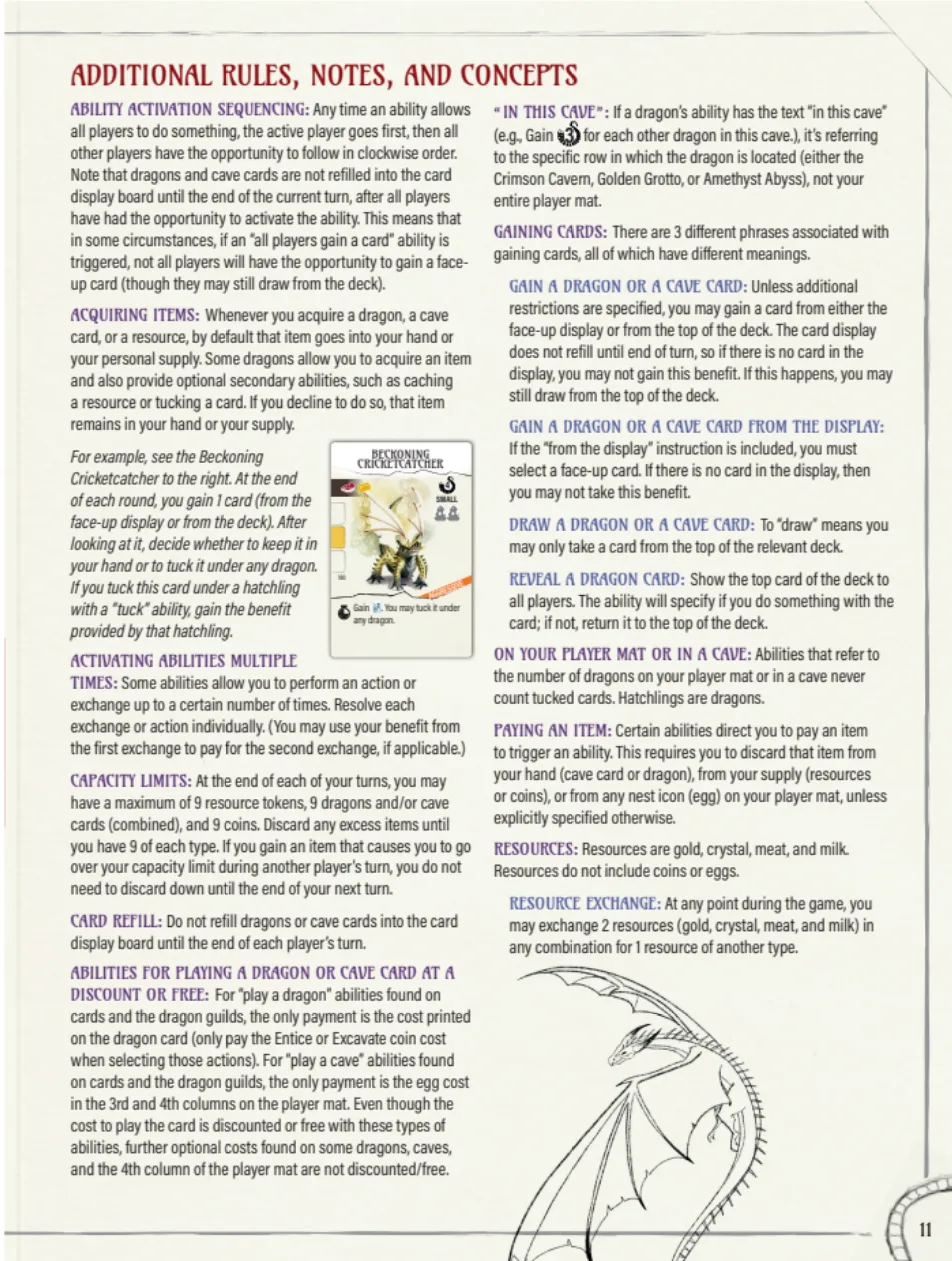 ADDITIONAL RULES, NOTES, AND CONCEPTS
ABILITY ACTIVATION SEQUENCING: Any time an ability allows
all players to do something, the active player goes first, then all
other players have the opportunity to follow in clockwise order.
Note that dragons and cave cards are not refilled into the card
display board until the end of the current turn, after all players
have had the opportunity to activate the ability. This means that
in some circumstances, if an "all players gain a card" ability is
triggered, not all players will have the opportunity to gain a face-
up card (though they may still draw from the deck).
ACQUIRING ITEMS: Whenever you acquire a dragon, a cave
card, or a resource, by default that item goes into your hand or
your personal supply. Some dragons allow you to acquire an item
and also provide optional secondary abilities, such as caching
a resource or tucking a card. If you decline to do so, that item
remains in your hand or your supply.
For example, see the Beckoning
Cricketcatcher to the right. At the end
of each round, you gain 1 card (from the
face-up display or from the deck). After
looking at it, decide whether to keep it in
your hand or to tuck it under any dragon.
If you tuck this card under a hatchling
with a "tuck" ability, gain the benefit
provided by that hatchling.
BECKONING
CRICKETCATCHER
SMALL
Gain . You may tuck it under
any dragon.
ACTIVATING ABILITIES MULTIPLE
TIMES: Some abilities allow you to perform an action or
exchange up to a certain number of times. Resolve each
exchange or action individually. (You may use your benefit from
the first exchange to pay for the second exchange, if applicable.)
CAPACITY LIMITS: At the end of each of your turns, you may
have a maximum of 9 resource tokens, 9 dragons and/or cave
cards (combined), and 9 coins. Discard any excess items until
you have 9 of each type. If you gain an item that causes you to go
over your capacity limit during another player's turn, you do not
need to discard down until the end of your next turn.
CARD REFILL: Do not refill dragons or cave cards into the card
display board until the end of each player's turn.
ABILITIES FOR PLAYING A DRAGON OR CAVE CARD AT A
DISCOUNT OR FREE: For "play a dragon" abilities found on
cards and the dragon guilds, the only payment is the cost printed
on the dragon card (only pay the Entice or Excavate coin cost
when selecting those actions). For "play a cave" abilities found
on cards and the dragon guilds, the only payment is the egg cost
in the 3rd and 4th columns on the player mat. Even though the
cost to play the card is discounted or free with these types of
abilities, further optional costs found on some dragons, caves,
and the 4th column of the player mat are not discounted/free.
"IN THIS CAVE": If a dragon's ability has the text "in this cave"
(e.g., Gain 3 for each other dragon in this cave.), it's referring
to the specific row in which the dragon is located (either the
Crimson Cavern, Golden Grotto, or Amethyst Abyss), not your
entire player mat.
GAINING CARDS: There are 3 different phrases associated with
gaining cards, all of which have different meanings.
GAIN A DRAGON OR A CAVE CARD: Unless additional
restrictions are specified, you may gain a card from either the
face-up display or from the top of the deck. The card display
does not refill until end of turn, so if there is no card in the
display, you may not gain this benefit. If this happens, you may
still draw from the top of the deck.
GAIN A DRAGON OR A CAVE CARD FROM THE DISPLAY:
If the "from the display" instruction is included, you must
select a face-up card. If there is no card in the display, then
you may not take this benefit.
DRAW A DRAGON OR A CAVE CARD: To "draw" means you
may only take a card from the top of the relevant deck.
REVEAL A DRAGON CARD: Show the top card of the deck to
all players. The ability will specify if you do something with the
card; if not, return it to the top of the deck.
ON YOUR PLAYER MAT OR IN A CAVE: Abilities that refer to
the number of dragons on your player mat or in a cave never
count tucked cards. Hatchlings are dragons.
PAYING AN ITEM: Certain abilities direct you to pay an item
to trigger an ability. This requires you to discard that item from
your hand (cave card or dragon), from your supply (resources
or coins), or from any nest icon (egg) on your player mat, unless
explicitly specified otherwise.
RESOURCES: Resources are gold, crystal, meat, and milk.
Resources do not include coins or eggs.
RESOURCE EXCHANGE: At any point during the game, you
may exchange 2 resources (gold, crystal, meat, and milk) in
any combination for 1 resource of another type.
11